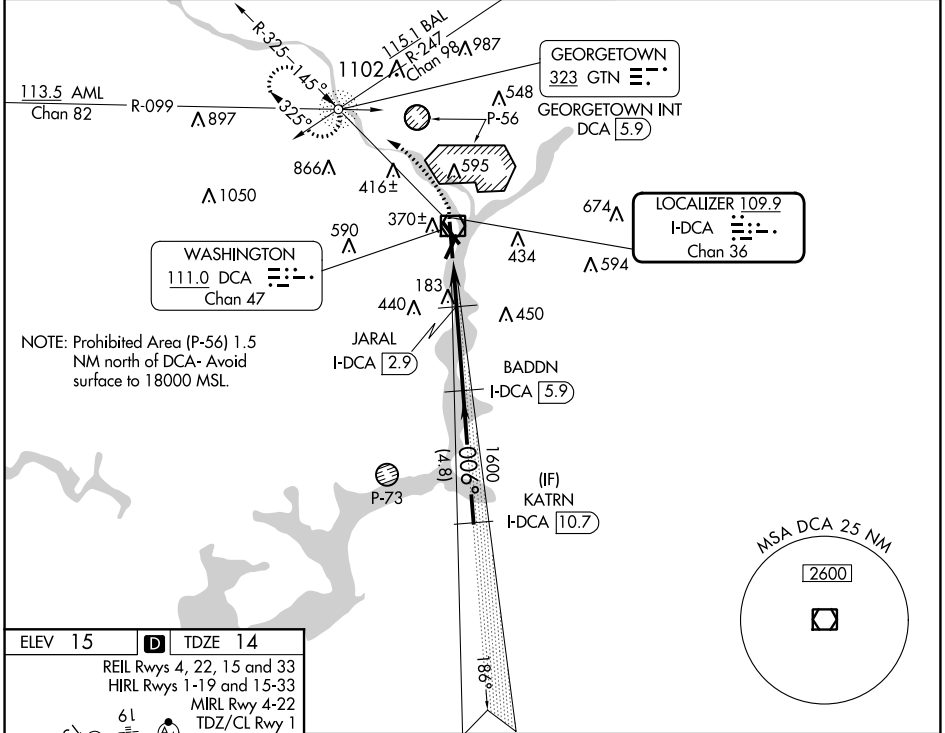 R-325
145°
325°
115.1 BAL
R-247
Chan 98
987
1102
GEORGETOWN
323 GTN
GEORGETOWN INT
DCA 5.9
113.5 AML
Chan 82
R-099
897
548
P-56
866
416±
595
1050
370±
590
674
434
594
LOCALIZER 109.9
I-DCA
Chan 36
WASHINGTON
111.0 DCA
Chan 47
183
440
450
JARAL
I-DCA 2.9
NOTE: Prohibited Area (P-56) 1.5
NM north of DCA- Avoid
surface to 18000 MSL.
BADDN
I-DCA 5.9
006°
1600
(4.8)
P-73
(IF)
KATRN
I-DCA 10.7
186°
MSA DCA 25 NM
2600
ELEV 15 D TDZE 14
REIL Rwys 4, 22, 15 and 33
HIRL Rwys 1-19 and 15-33
MIRL Rwy 4-22
TDZ/CL Rwy 1
19